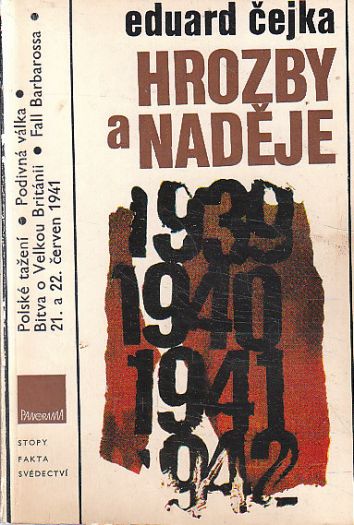 eduard čejka
HROZBY
a NADĚJE
1939
1940
1941
1942
Polské tažení • Podivná válka •
Bitva o Velkou Británii • Fall Barbarossa •
21. a 22. červen 1941
PANORAMA
STOPY
FAKTA
SVĚDECTVÍ